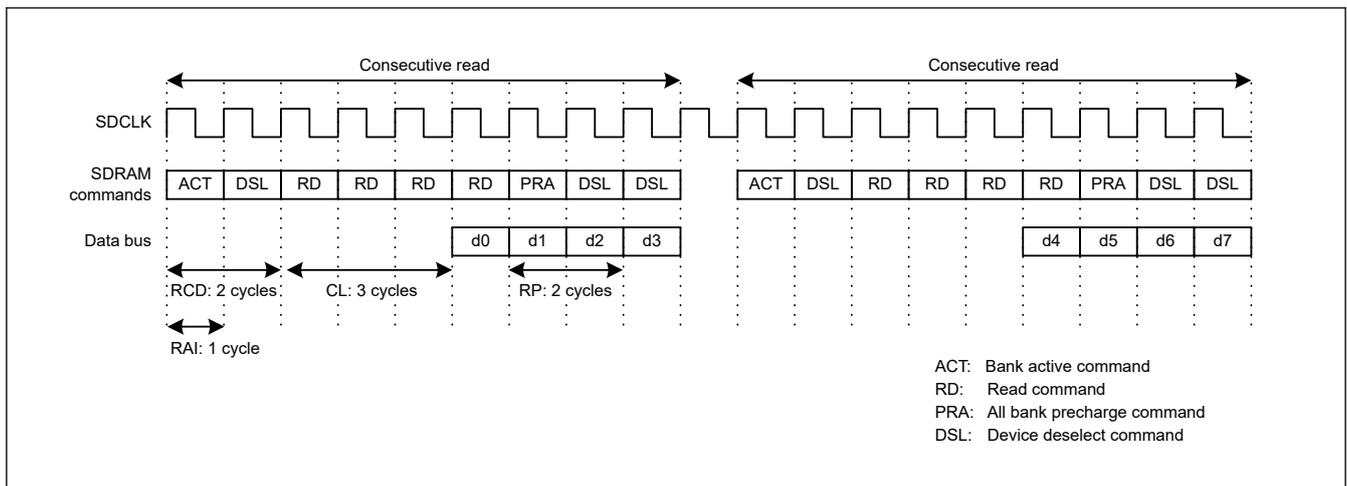 Consecutive read Consecutive read
SDCLK
SDRAM
commands
ACT DSL RD RD RD RD PRA DSL DSL ACT DSL RD RD RD RD PRA DSL DSL
Data bus d0 d1 d2 d3 d4 d5 d6 d7
RCD: 2 cycles CL: 3 cycles RP: 2 cycles
RAI: 1 cycle
ACT: Bank active command
RD: Read command
PRA: All bank precharge command
DSL: Device deselect command